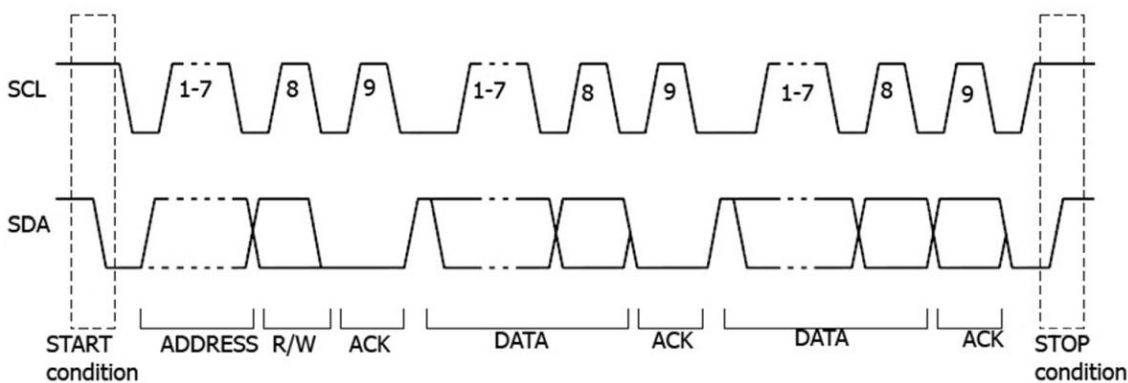 SCL 1-7 8 9 1-7 8 9 1-7 8 9
SDA
START condition
ADDRESS
R/W
ACK
DATA
ACK
DATA
ACK
STOP condition